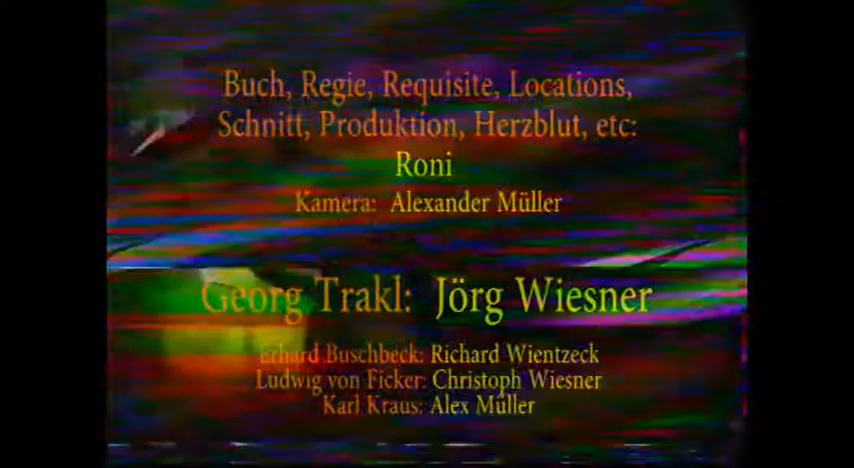 Buch, Regie, Requisite, Locations,
Schnitt, Produktion, Herzblut, etc:
Roni
Kamera: Alexander Müller
Georg Trakl: Jörg Wiesner
Erhard Buschbeck: Richard Wientzeck
Ludwig von Ficker: Christoph Wiesner
Karl Kraus: Alex Müller